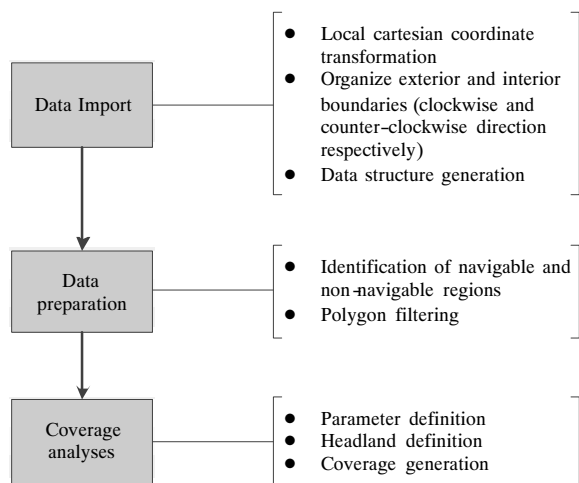 Data Import
● Local cartesian coordinate
transformation
● Organize exterior and interior
boundaries (clockwise and
counter-clockwise direction
respectively)
● Data structure generation
Data
preparation
● Identification of navigable and
non-navigable regions
● Polygon filtering
Coverage
analyses
● Parameter definition
● Headland definition
● Coverage generation